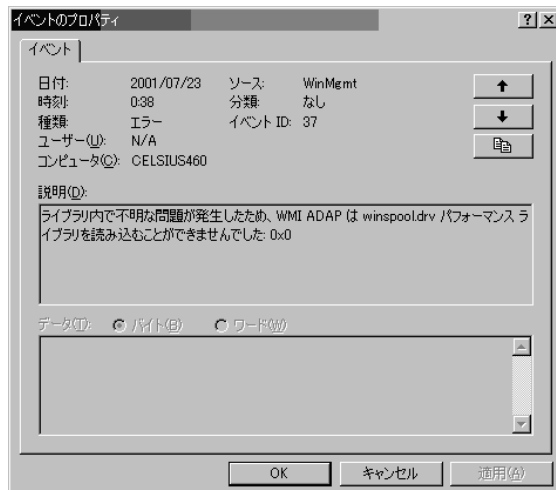 イベントのプロパティ
イベント
日付: 2001/07/23 ソース: WinMgmt
時刻: 0:38 分類: なし
種類: エラー イベント ID: 37
ユーザー(U): N/A
コンピュータ(C): CELSIUS460
説明(D):
ライブラリ内で不明な問題が発生したため、WMI ADAP は winspool.drv パフォーマンス ラ
イブラリを読み込むことができませんでした: 0x0
データ(T): バイト(B) ワード(W)
OK キャンセル 適用(A)